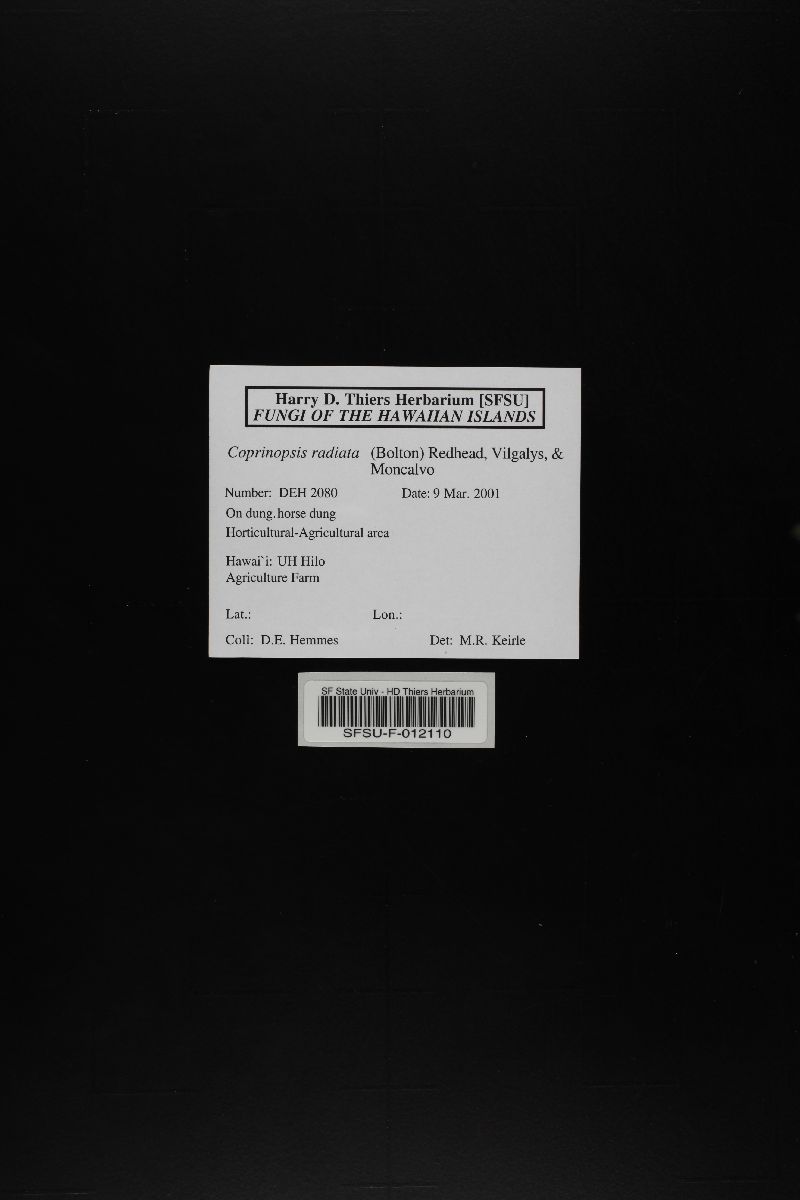 Harry D. Thiers Herbarium [SFSU]
FUNGI OF THE HAWAIIAN ISLANDS
Coprinopsis radiata (Bolton) Redhead, Vilgalys, &
Moncalvo
Number: DEH 2080 Date: 9 Mar. 2001
On dung. horse dung
Horticultural-Agricultural area
Hawai`i: UH Hilo
Agriculture Farm
Lat.: Lon.:
Coll: D.E. Hemmes Det: M.R. Keirle
SF State Univ - HD Thiers Herbarium
SFSU-F-012110